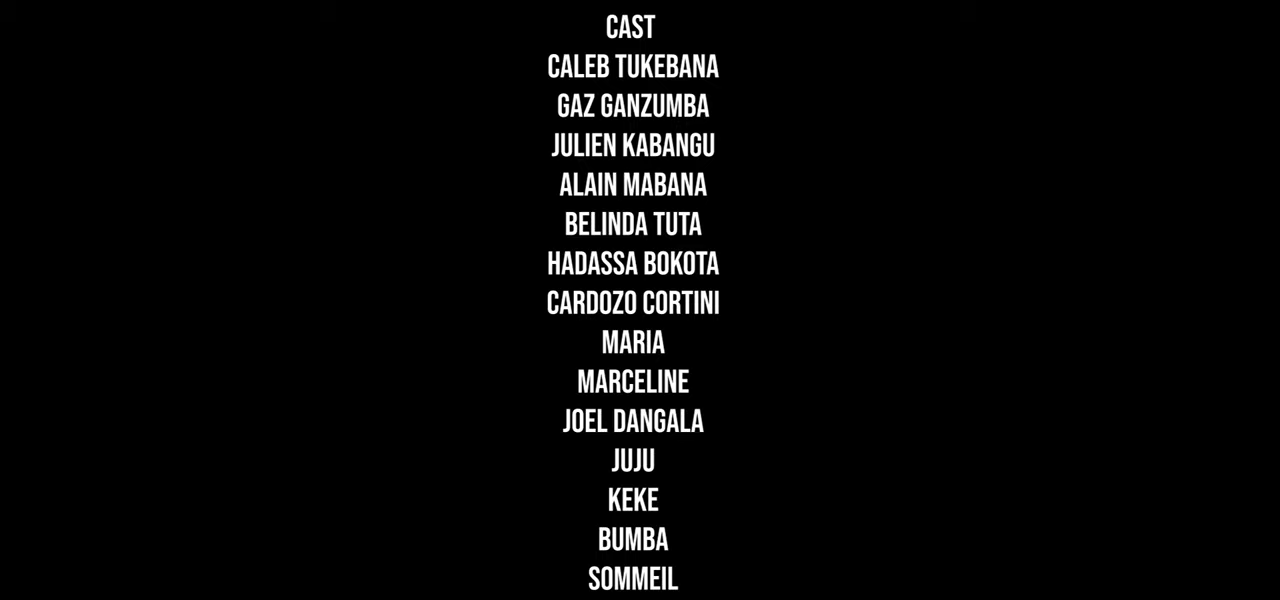 CAST
CALEB TUKEBANA
GAZ GANZUMBA
JULIEN KABANGU
ALAIN MABANA
BELINDA TUTA
HADASSA BOKOTA
CARDOZO CORTINI
MARIA
MARCELINE
JOEL DANGALA
JUJU
KEKE
BUMBA
SOMMEIL